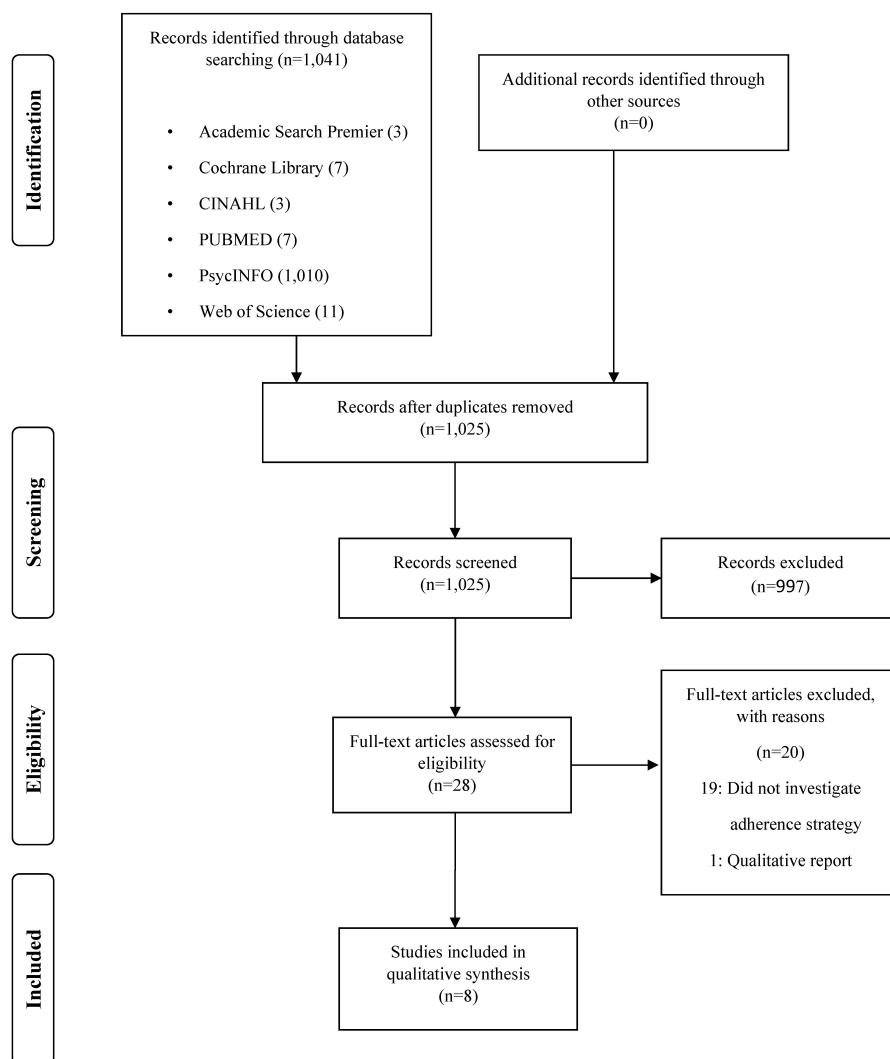 Identification
Records identified through database
searching (n=1,041)
• Academic Search Premier (3)
• Cochrane Library (7)
• CINAHL (3)
• PUBMED (7)
• PsycINFO (1,010)
• Web of Science (11)
Additional records identified through
other sources
(n=0)
Records after duplicates removed
(n=1,025)
Screening
Records screened
(n=1,025)
Records excluded
(n=997)
Eligibility
Full-text articles assessed for
eligibility
(n=28)
Full-text articles excluded,
with reasons
(n=20)
19: Did not investigate
adherence strategy
1: Qualitative report
Included
Studies included in
qualitative synthesis
(n=8)